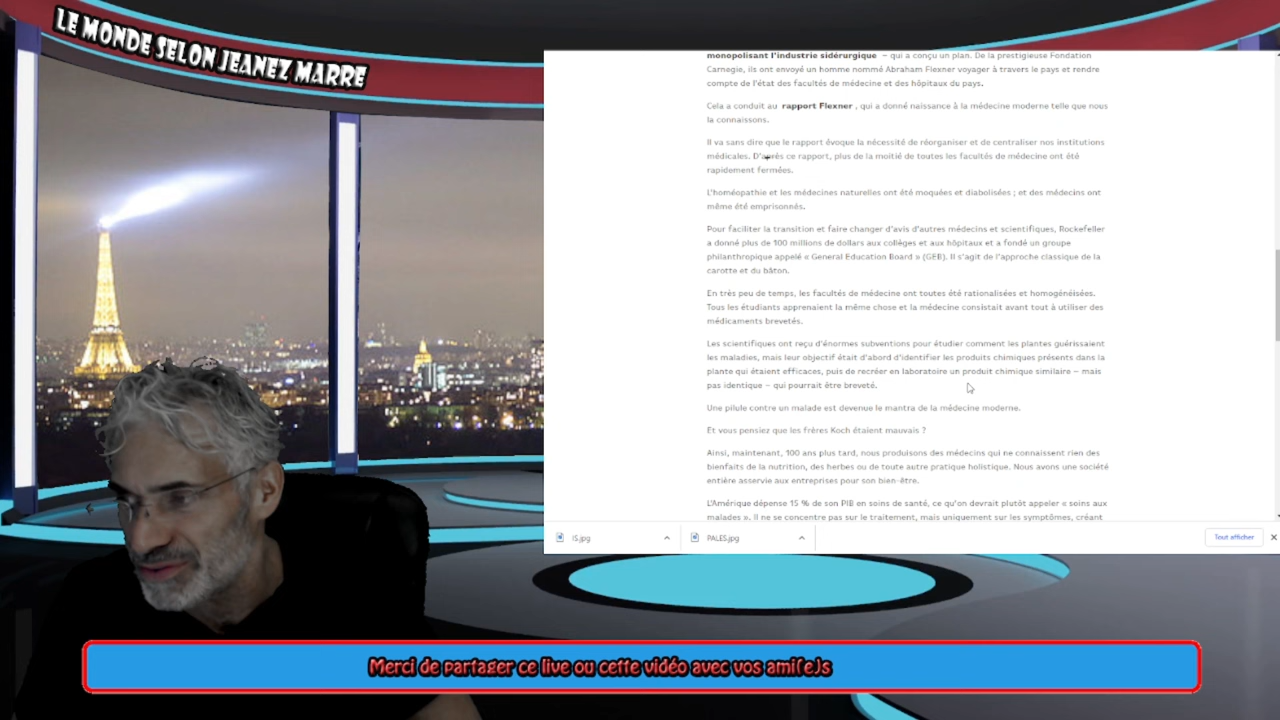 LE MONDE SELON JEANEZ MARRE
monopolisant l'industrie sidérurgique – qui a conçu un plan. De la prestigieuse Fondation
Carnegie, ils ont envoyé un homme nommé Abraham Flexner voyager à travers le pays et rendre
compte de l'état des facultés de médecine et des hôpitaux du pays.
Cela a conduit au rapport Flexner , qui a donné naissance à la médecine moderne telle que nous
la connaissons.
Il va sans dire que le rapport évoque la nécessité de réorganiser et de centraliser nos institutions
médicales. D'après ce rapport, plus de la moitié de toutes les facultés de médecine ont été
rapidement fermées.
L'homéopathie et les médecines naturelles ont été moquées et diabolisées ; et des médecins ont
même été emprisonnés.
Pour faciliter la transition et faire changer d'avis d'autres médecins et scientifiques, Rockefeller
a donné plus de 100 millions de dollars aux collèges et aux hôpitaux et a fondé un groupe
philanthropique appelé « General Education Board » (GEB). Il s'agit de l'approche classique de la
carotte et du bâton.
En très peu de temps, les facultés de médecine ont toutes été rationalisées et homogénéisées.
Tous les étudiants apprenaient la même chose et la médecine consistait avant tout à utiliser des
médicaments brevetés.
Les scientifiques ont reçu d'énormes subventions pour étudier comment les plantes guérissaient
les maladies, mais leur objectif était d'abord d'identifier les produits chimiques présents dans la
plante qui étaient efficaces, puis de recréer en laboratoire un produit chimique similaire – mais
pas identique – qui pourrait être breveté.
Une pilule contre un malade est devenue le mantra de la médecine moderne.
Et vous pensiez que les frères Koch étaient mauvais ?
Ainsi, maintenant, 100 ans plus tard, nous produisons des médecins qui ne connaissent rien des
bienfaits de la nutrition, des herbes ou de toute autre pratique holistique. Nous avons une société
entière asservie aux entreprises pour son bien-être.
L'Amérique dépense 15 % de son PIB en soins de santé, ce qu'on devrait plutôt appeler « soins aux
malades ». Il ne se concentre pas sur le traitement, mais uniquement sur les symptômes, créant
iS.jpg
PALES.jpg
Tout afficher
Merci de partager ce live ou cette vidéo avec vos ami(e)s